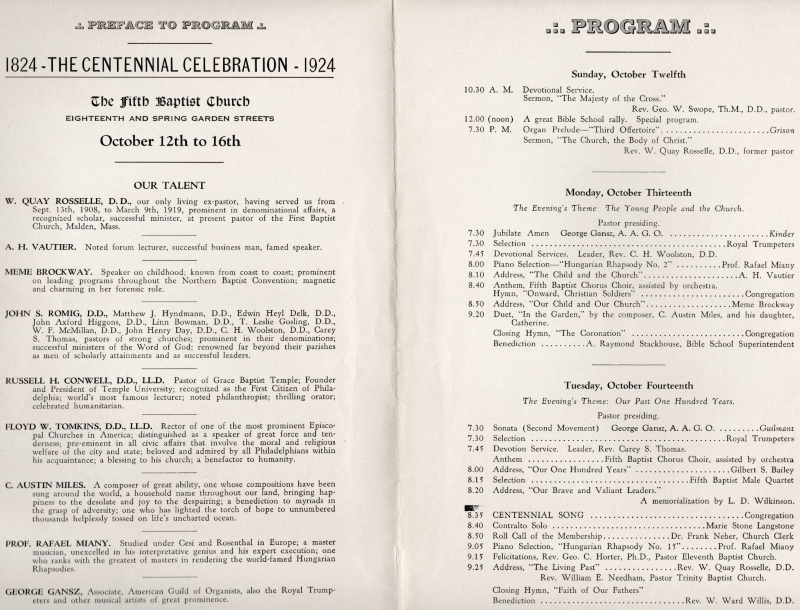 PREFACE TO PROGRAM
1824 - THE CENTENNIAL CELEBRATION - 1924
The Fifth Baptist Church
EIGHTEENTH AND SPRING GARDEN STREETS
October 12th to 16th
OUR TALENT
W. QUAY ROSSELLE, D. D., our only living ex-pastor, having served us from
Sept. 13th, 1908, to March 9th, 1919, prominent in denominational affairs, a
recognized scholar, successful minister, at present pastor of the First Baptist
Church, Malden, Mass.
A. H. VAUTIER. Noted forum lecturer, successful business man, famed speaker.
MEME BROCKWAY. Speaker on childhood; known from coast to coast; prominent
on leading programs throughout the Northern Baptist Convention; magnetic
and charming in her forensic role.
JOHN S. ROMIG, D.D., Matthew J. Hyndmann, D.D., Edwin Heyl Delk, D.D.,
John Axford Higgons, D.D., Linn Bowman, D.D., T. Leslie Gosling, D.D.,
W. F. McMillan, D.D., John Henry Day, D.D., C. H. Woolston, D.D., Carey
S. Thomas, pastors of strong churches; prominent in their denominations;
successful ministers of the Word of God; renowned far beyond their parishes
as men of scholarly attainments and as successful leaders.
RUSSELL H. CONWELL, D.D., LL.D. Pastor of Grace Baptist Temple; Founder
and President of Temple University; recognized as the First Citizen of Phila-
delphia; world's most famous lecturer; noted philanthropist; thrilling orator;
celebrated humanitarian.
FLOYD W. TOMKINS, D.D., LL.D. Rector of one of the most prominent Episco-
pal Churches in America; distinguished as a speaker of great force and ten-
derness; pre-eminent in all civic affairs that involve the moral and religious
welfare of the city and state; beloved and admired by all Philadelphians within
his acquaintance; a blessing to his church; a benefactor to humanity.
C. AUSTIN MILES. A composer of great ability, one whose compositions have been
sung around the world, a household name throughout our land, bringing hap-
piness to the desolate and joy to the despairing; a benediction to myriads in
the grasp of adversity; one who has lighted the torch of hope to unnumbered
thousands helplessly tossed on life's uncharted ocean.
PROF. RAFAEL MIANY. Studied under Cesi and Rosenthal in Europe; a master
musician, unexcelled in his interpretative genius and his expert execution; one
who ranks with the greatest of masters in rendering the world-famed Hungarian
Rhapsodies.
GEORGE GANSZ, Associate, American Guild of Organists, also the Royal Trump-
eters and other musical artists of great prominence.
PROGRAM
Sunday, October Twelfth
10.30 A. M. Devotional Service.
Sermon, "The Majesty of the Cross."
Rev. Geo. W. Swope, Th.M., D.D., pastor.
12.00 (noon) A great Bible School rally. Special program.
7.30 P. M. Organ Prelude—"Third Offertoire" ........Grison
Sermon, "The Church, the Body of Christ."
Rev. W. Quay Rosselle, D.D., former pastor
Monday, October Thirteenth
The Evening's Theme: The Young People and the Church.
Pastor presiding.
7.30 Jubilate Amen George Gansz, A. A. G. O. ........Kinder
7.30 Selection ........Royal Trumpeters
7.45 Devotional Services. Leader, Rev. C. H. Woolston, D.D.
8.00 Piano Selection—"Hungarian Rhapsody No. 2" ........Prof. Rafael Miany
8.10 Address, "The Child and the Church" ........A. H. Vautier
8.40 Anthem, Fifth Baptist Chorus Choir, assisted by orchestra.
Hymn, "Onward, Christian Soldiers" ........Congregation
8.50 Address, "Our Child and Our Church" ........Meme Brockway
9.20 Duet, "In the Garden," by the composer, C. Austin Miles, and his daughter,
Catherine.
Closing Hymn, "The Coronation" ........Congregation
Benediction ........A. Raymond Stackhouse, Bible School Superintendent
Tuesday, October Fourteenth
The Evening's Theme: Our Past One Hundred Years.
Pastor presiding.
7.30 Sonata (Second Movement) George Gansz, A. A. G. O. ........Guilmant
7.30 Selection ........Royal Trumpeters
7.45 Devotion Service. Leader, Rev. Carey S. Thomas.
Anthem ........Fifth Baptist Chorus Choir, assisted by orchestra
8.00 Address, "Our One Hundred Years" ........Gilbert S. Bailey
8.15 Selection ........Fifth Baptist Male Quartet
8.20 Address, "Our Brave and Valiant Leaders."
A memorialization by L. D. Wilkinson.
8.35 CENTENNIAL SONG ........Congregation
8.40 Contralto Solo ........Marie Stone Langstone
8.50 Roll Call of the Membership ........Dr. Frank Neher, Church Clerk
9.05 Piano Selection, "Hungarian Rhapsody No. 15" ........Prof. Rafael Miany
9.15 Felicitations, Rev. Geo. C. Horter, Ph.D., Pastor Eleventh Baptist Church.
9.25 Address, "The Living Past" ........Rev. W. Quay Rosselle, D.D.
Rev. William E. Needham, Pastor Trinity Baptist Church.
Closing Hymn, "Faith of Our Fathers"
Benediction ........Rev. W. Ward Willis, D.D.